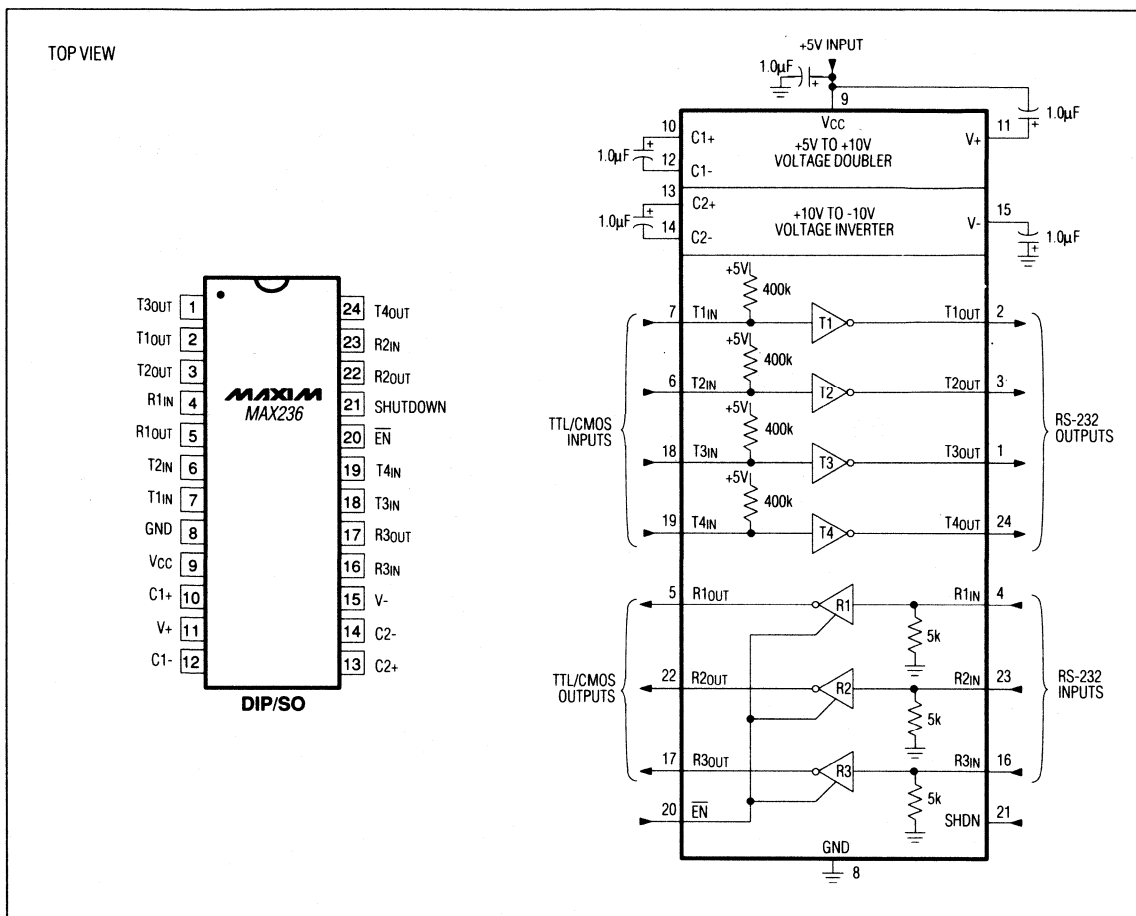 TOP VIEW
T3OUT 1
T1OUT 2
T2OUT 3
R1IN 4
R1OUT 5
T2IN 6
T1IN 7
GND 8
VCC 9
C1+ 10
V+ 11
C1- 12
MAXIM
MAX236
24 T4OUT
23 R2IN
22 R2OUT
21 SHUTDOWN
20 E̅N̅
19 T4IN
18 T3IN
17 R3OUT
16 R3IN
15 V-
14 C2-
13 C2+
DIP/SO
+5V INPUT
1.0µF +
9
1.0µF +
VCC
10 C1+
1.0µF +
12 C1-
+5V TO +10V
VOLTAGE DOUBLER
V+ 11
13 C2+
1.0µF +
14 C2-
+10V TO -10V
VOLTAGE INVERTER
V- 15
1.0µF +
+5V
400k
7 T1IN T1 T1OUT 2
+5V
400k
6 T2IN T2 T2OUT 3
TTL/CMOS
INPUTS
RS-232
OUTPUTS
+5V
400k
18 T3IN T3 T3OUT 1
+5V
400k
19 T4IN T4 T4OUT 24
5 R1OUT R1 R1IN 4
5k
22 R2OUT R2 R2IN 23
5k
TTL/CMOS
OUTPUTS
RS-232
INPUTS
17 R3OUT R3 R3IN 16
5k
20 E̅N̅
SHDN 21
GND
8